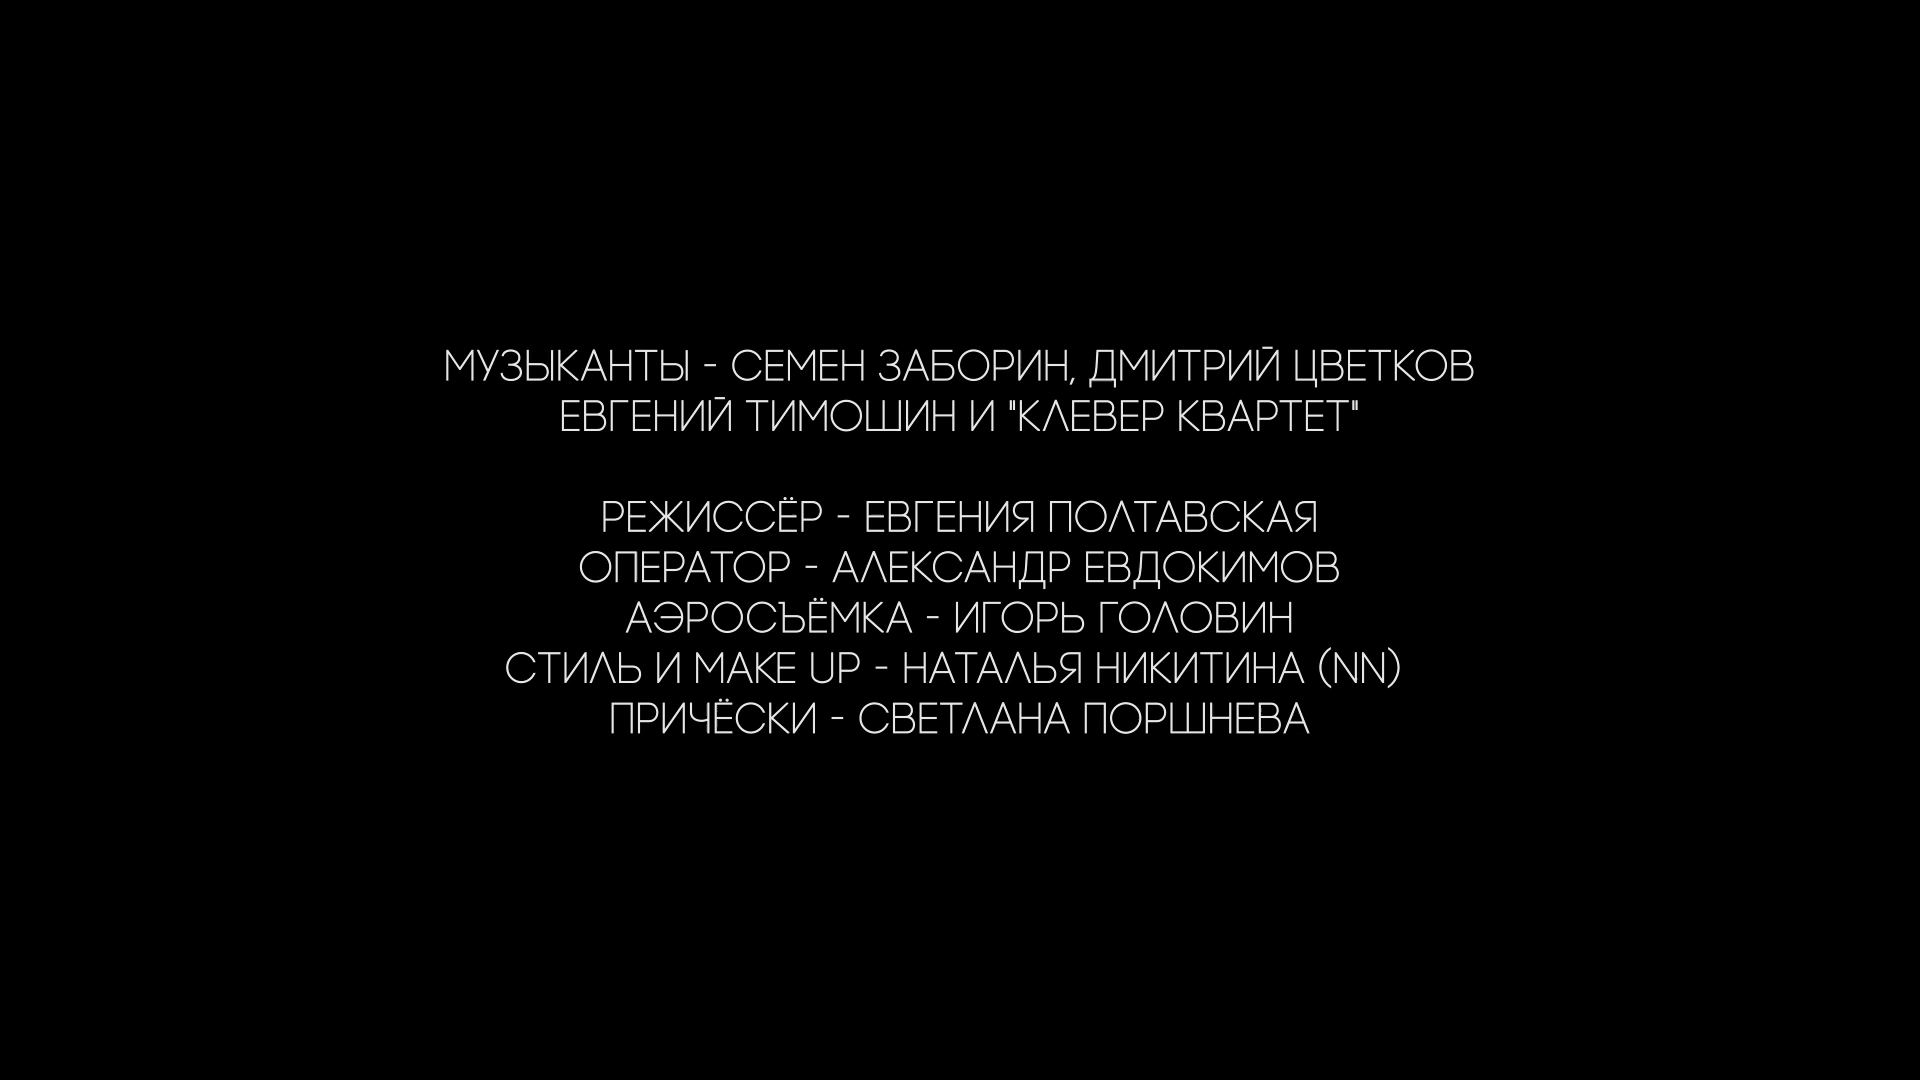 МУЗЫКАНТЫ - СЕМЕН ЗАБОРИН, ДМИТРИЙ ЦВЕТКОВ
ЕВГЕНИЙ ТИМОШИН И "КЛЕВЕР КВАРТЕТ"
РЕЖИССЁР - ЕВГЕНИЯ ПОЛТАВСКАЯ
ОПЕРАТОР - АЛЕКСАНДР ЕВДОКИМОВ
АЭРОСЪЁМКА - ИГОРЬ ГОЛОВИН
СТИЛЬ И MAKE UP - НАТАЛЬЯ НИКИТИНА (NN)
ПРИЧЁСКИ - СВЕТЛАНА ПОРШНЕВА